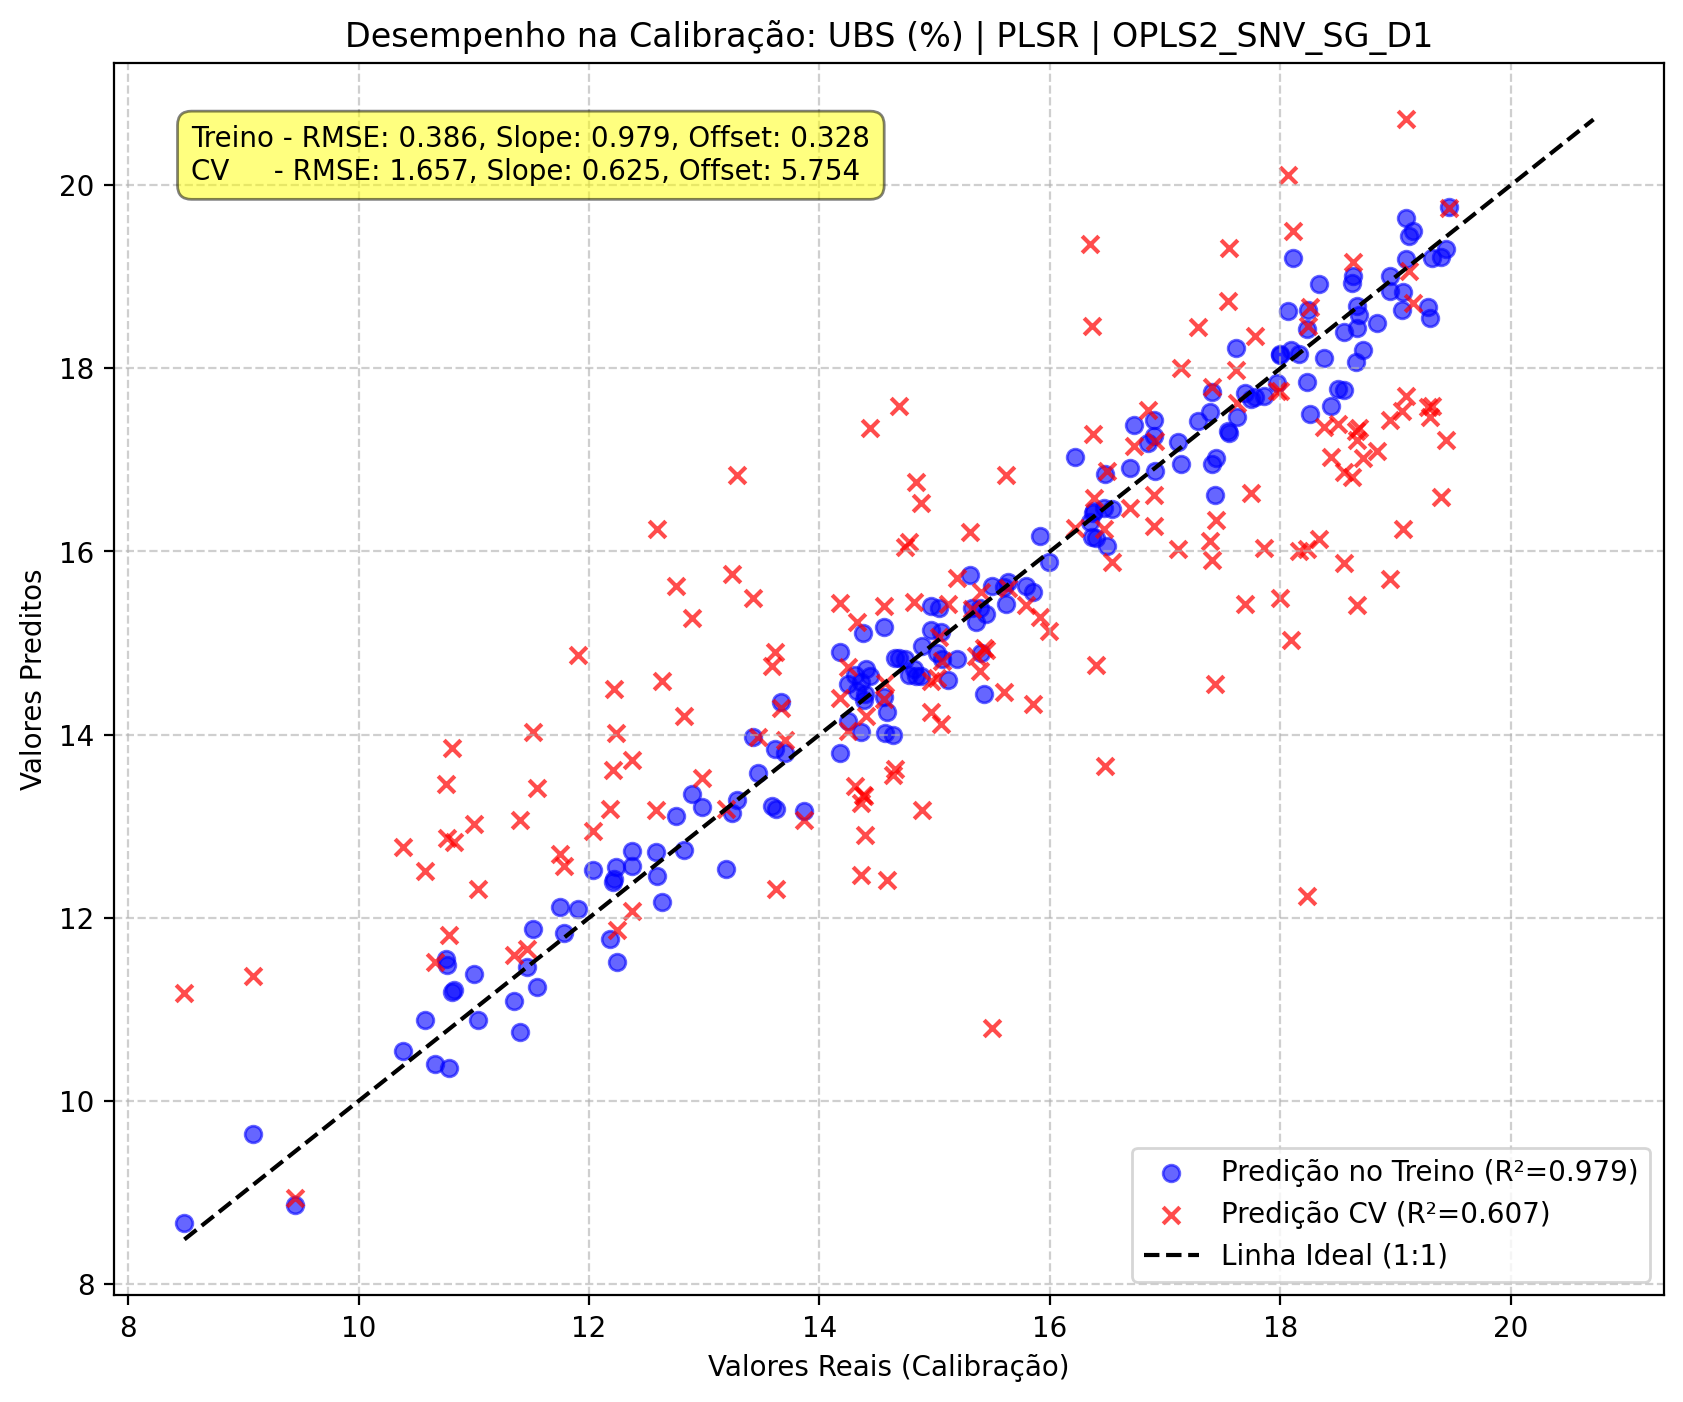 Desempenho na Calibração: UBS (%) | PLSR | OPLS2_SNV_SG_D1
Treino - RMSE: 0.386, Slope: 0.979, Offset: 0.328
CV - RMSE: 1.657, Slope: 0.625, Offset: 5.754
Valores Preditos
20
18
16
14
12
10
8
Predição no Treino (R²=0.979)
Predição CV (R²=0.607)
Linha Ideal (1:1)
8 10 12 14 16 18 20
Valores Reais (Calibração)